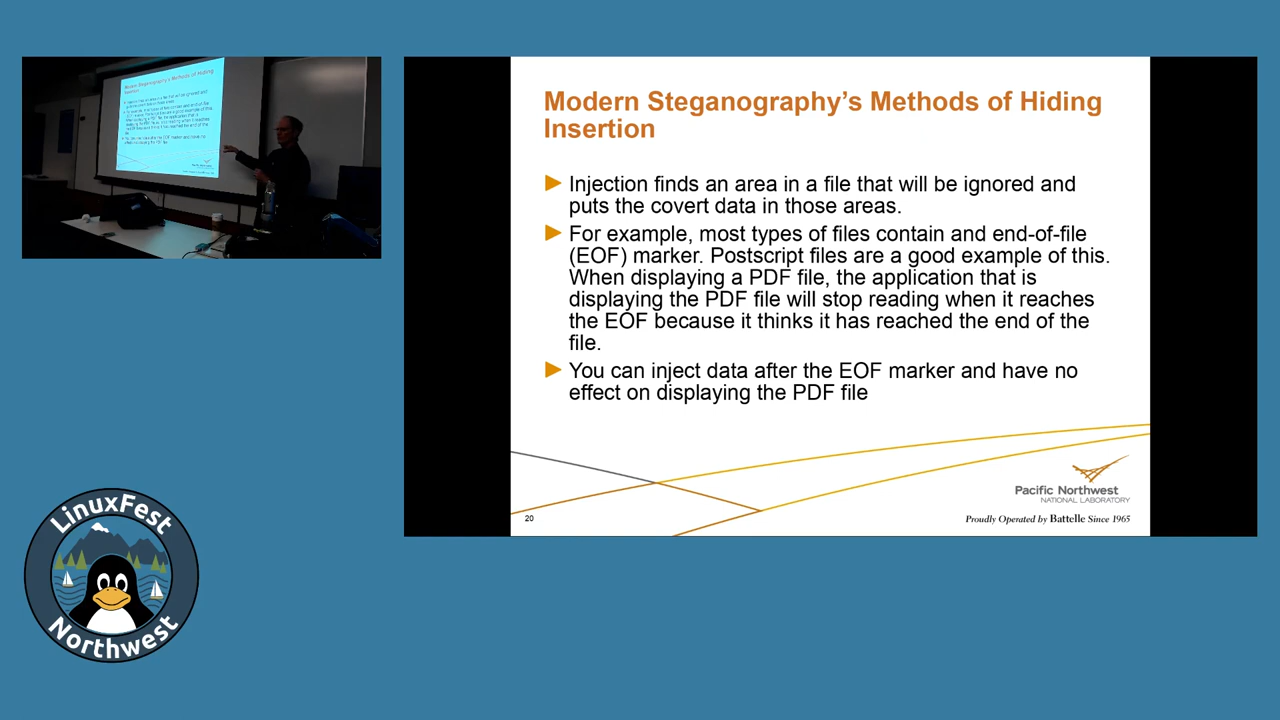 Modern Steganography's Methods of Hiding
Insertion
Injection finds an area in a file that will be ignored and
puts the covert data in those areas.
For example, most types of files contain and end-of-file
(EOF) marker. Postscript files are a good example of this.
When displaying a PDF file, the application that is
displaying the PDF file will stop reading when it reaches
the EOF because it thinks it has reached the end of the
file.
You can inject data after the EOF marker and have no
effect on displaying the PDF file
Pacific Northwest
NATIONAL LABORATORY
20
Proudly Operated by Battelle Since 1965
LinuxFest
Northwest